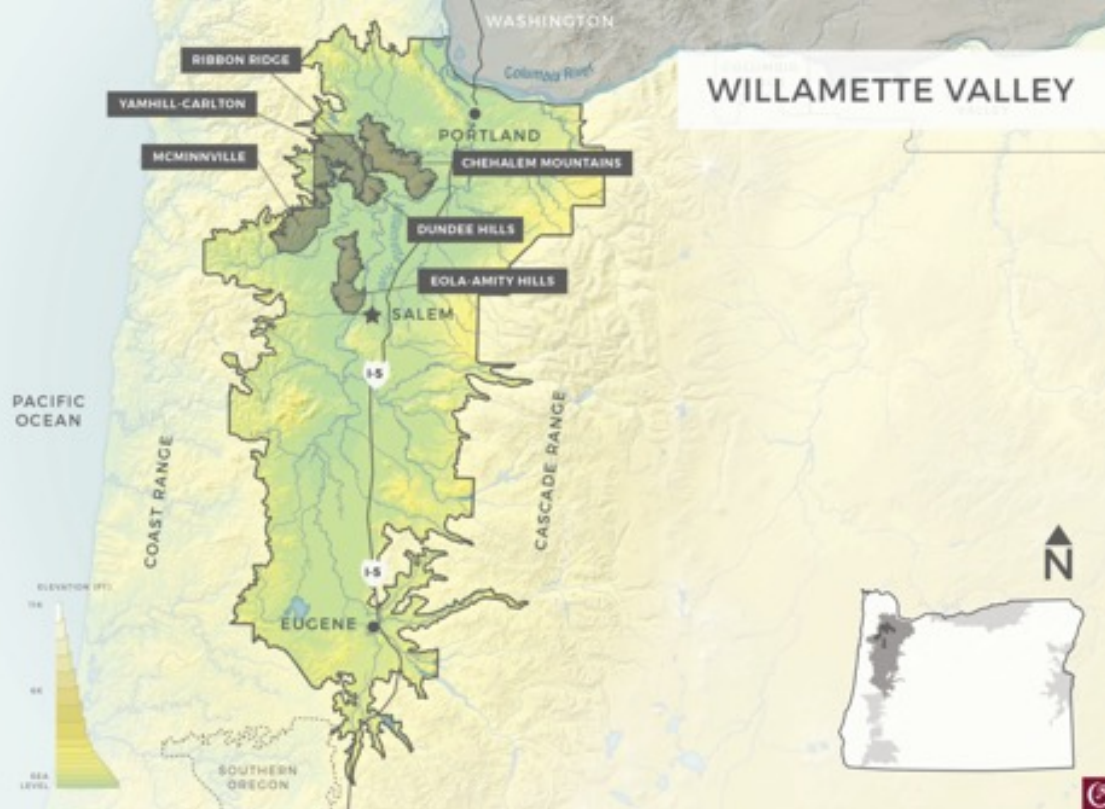 WASHINGTON
Columbia River
WILLAMETTE VALLEY
RIBBON RIDGE
YAMHILL-CARLTON
PORTLAND
MCMINNVILLE
CHEHALEM MOUNTAINS
DUNDEE HILLS
EOLA-AMITY HILLS
SALEM
I-5
PACIFIC
OCEAN
COAST RANGE
CASCADE RANGE
I-5
N
ELEVATION (FT)
EUGENE
SEA
LEVEL
SOUTHERN
OREGON